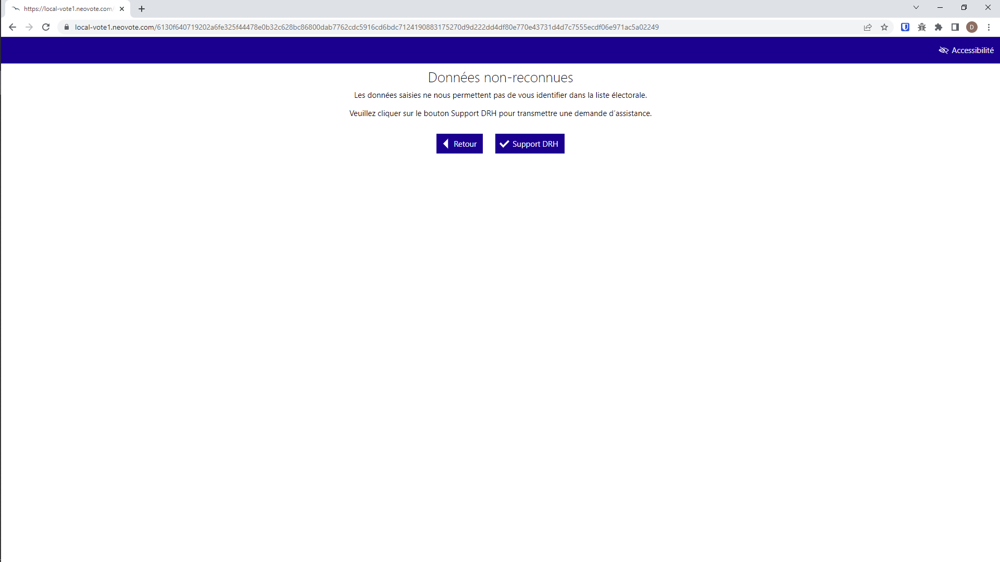 https://local-vote1.neovote.com/
local-vote1.neovote.com/6130f640719202a6fe325f44478e0b32c628bc86800dab7762cdc5916cd6bdc7124190883175270d9d222dd4df80e770e43731d4d7c7555ecdf06e971ac5a02249
D
Accessibilité
Données non-reconnues
Les données saisies ne nous permettent pas de vous identifier dans la liste électorale.
Veuillez cliquer sur le bouton Support DRH pour transmettre une demande d'assistance.
Retour
Support DRH